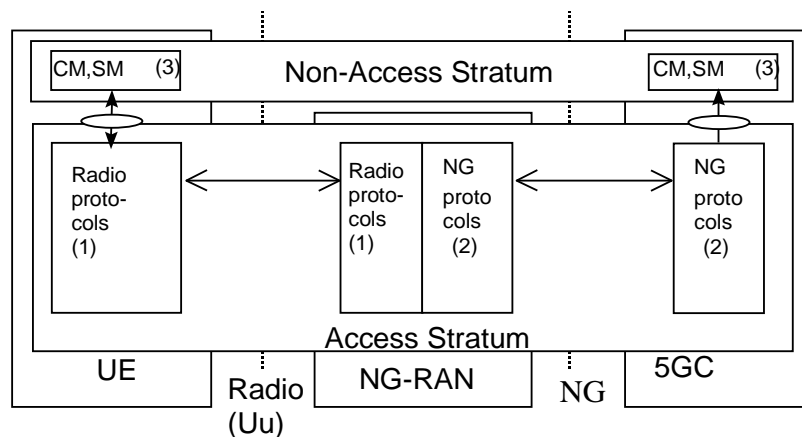 CM,SM (3)
Non-Access Stratum
CM,SM (3)
Radio
proto-
cols
(1)
Radio
proto-
cols
(1)
NG
proto
cols
(2)
NG
proto
cols
(2)
Access Stratum
UE
Radio
(Uu)
NG-RAN
NG
5GC